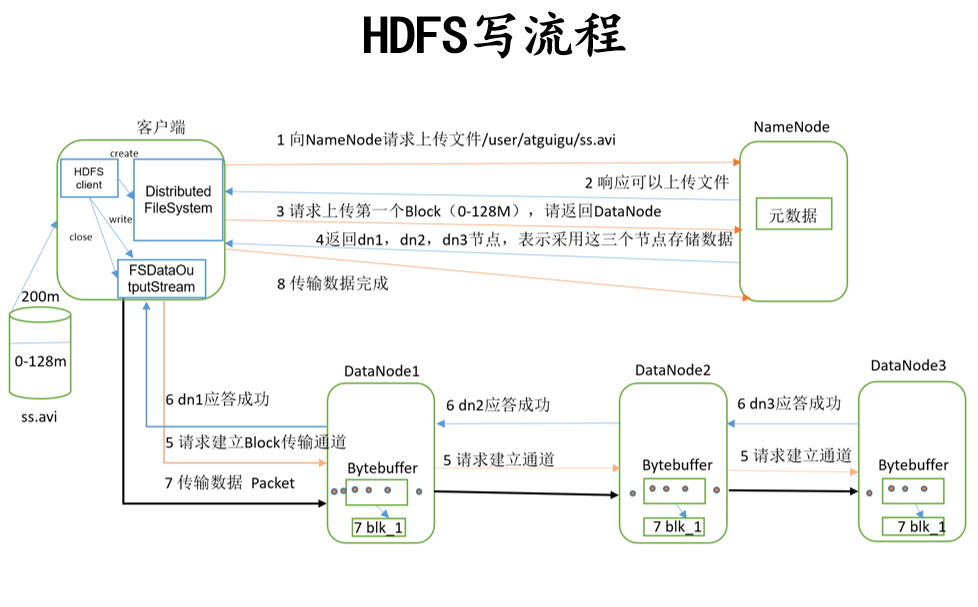 HDFS写流程
客户端
NameNode
1 向NameNode请求上传文件/user/atguigu/ss.avi
create
HDFS
client
Distributed
FileSystem
2 响应可以上传文件
write
3 请求上传第一个Block（0-128M），请返回DataNode
元数据
close
4返回dn1，dn2，dn3节点，表示采用这三个节点存储数据
FSDataOu
tputStream
8 传输数据完成
200m
0-128m
ss.avi
DataNode1
DataNode2
DataNode3
6 dn1应答成功
6 dn2应答成功
6 dn3应答成功
5 请求建立Block传输通道
5 请求建立通道
5 请求建立通道
7 传输数据 Packet
Bytebuffer
Bytebuffer
Bytebuffer
7 blk_1
7 blk_1
7 blk_1